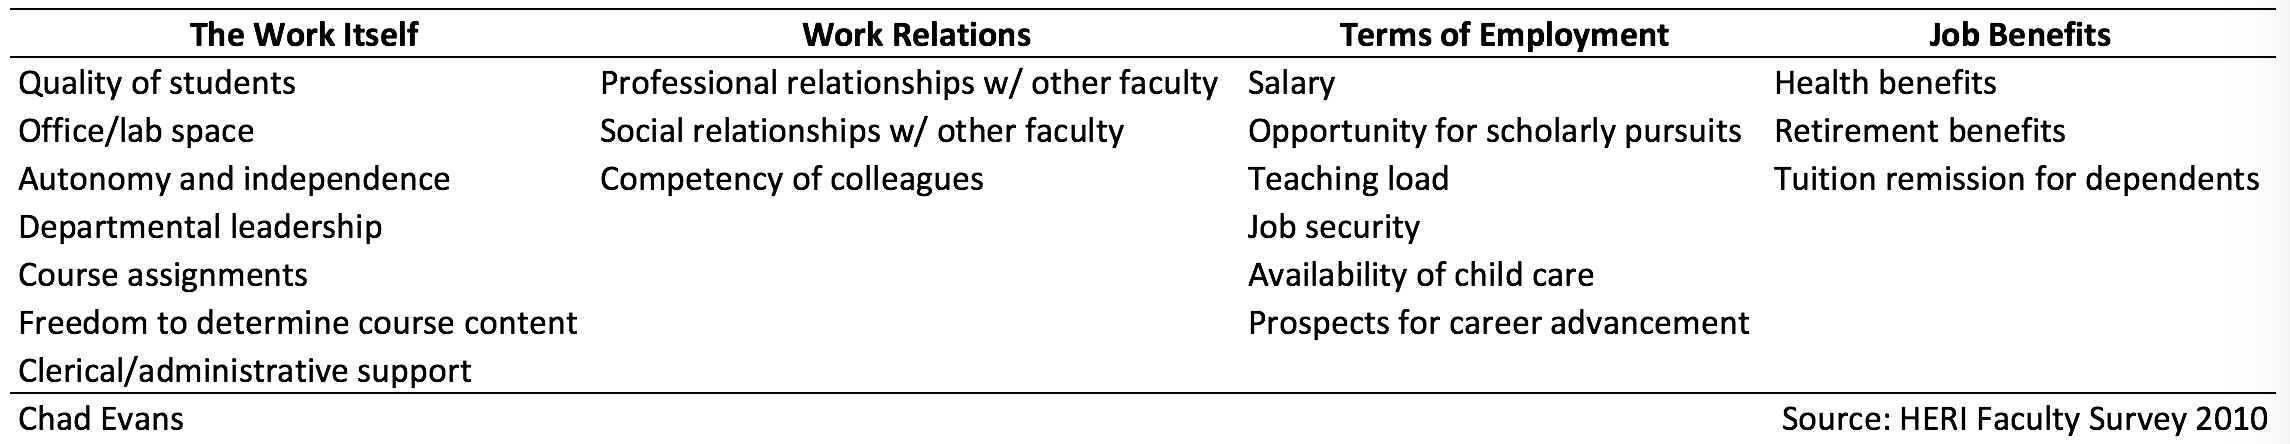 The Work Itself Work Relations Terms of Employment Job Benefits
Quality of students Professional relationships w/ other faculty Salary Health benefits
Office/lab space Social relationships w/ other faculty Opportunity for scholarly pursuits Retirement benefits
Autonomy and independence Competency of colleagues Teaching load Tuition remission for dependents
Departmental leadership Job security
Course assignments Availability of child care
Freedom to determine course content Prospects for career advancement
Clerical/administrative support
Chad Evans Source: HERI Faculty Survey 2010